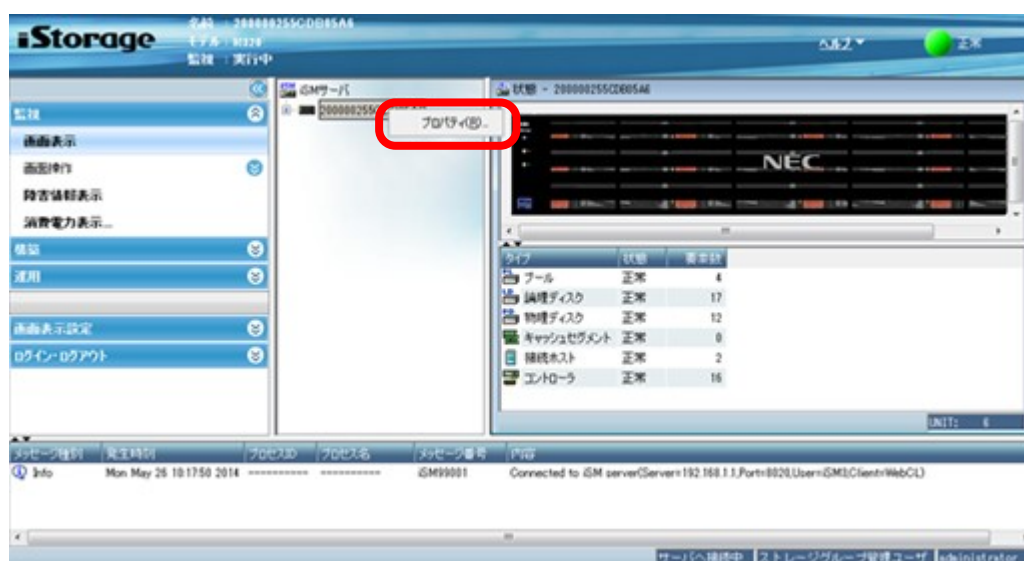 iStorage
名前 : 200000255CDB05A6
モデル : M320
監視 : 実行中
ヘルプ
正常
監視
画面表示
画面操作
障害情報表示
消費電力表示...
構築
運用
画面表示設定
ログイン・ログアウト
iSMサーバ
プロパティ(R)...
状態 - 200000255CDB05A6
NEC
タイプ 状態 要素数
プール 正常 4
論理ディスク 正常 17
物理ディスク 正常 12
キャッシュセグメント 正常 0
接続ホスト 正常 2
コントローラ 正常 16
UNIT: 6
メッセージ種別 発生時刻 プロセスID プロセス名 メッセージ番号 内容
Info Mon May 26 10:17:50 2014 ---------- ---------- iSM99001 Connected to iSM server(Server=192.168.1.1,Port=8020,User=iSM3,Client=WebCL)
サーバへ接続中 ストレージグループ管理ユーザ administrator